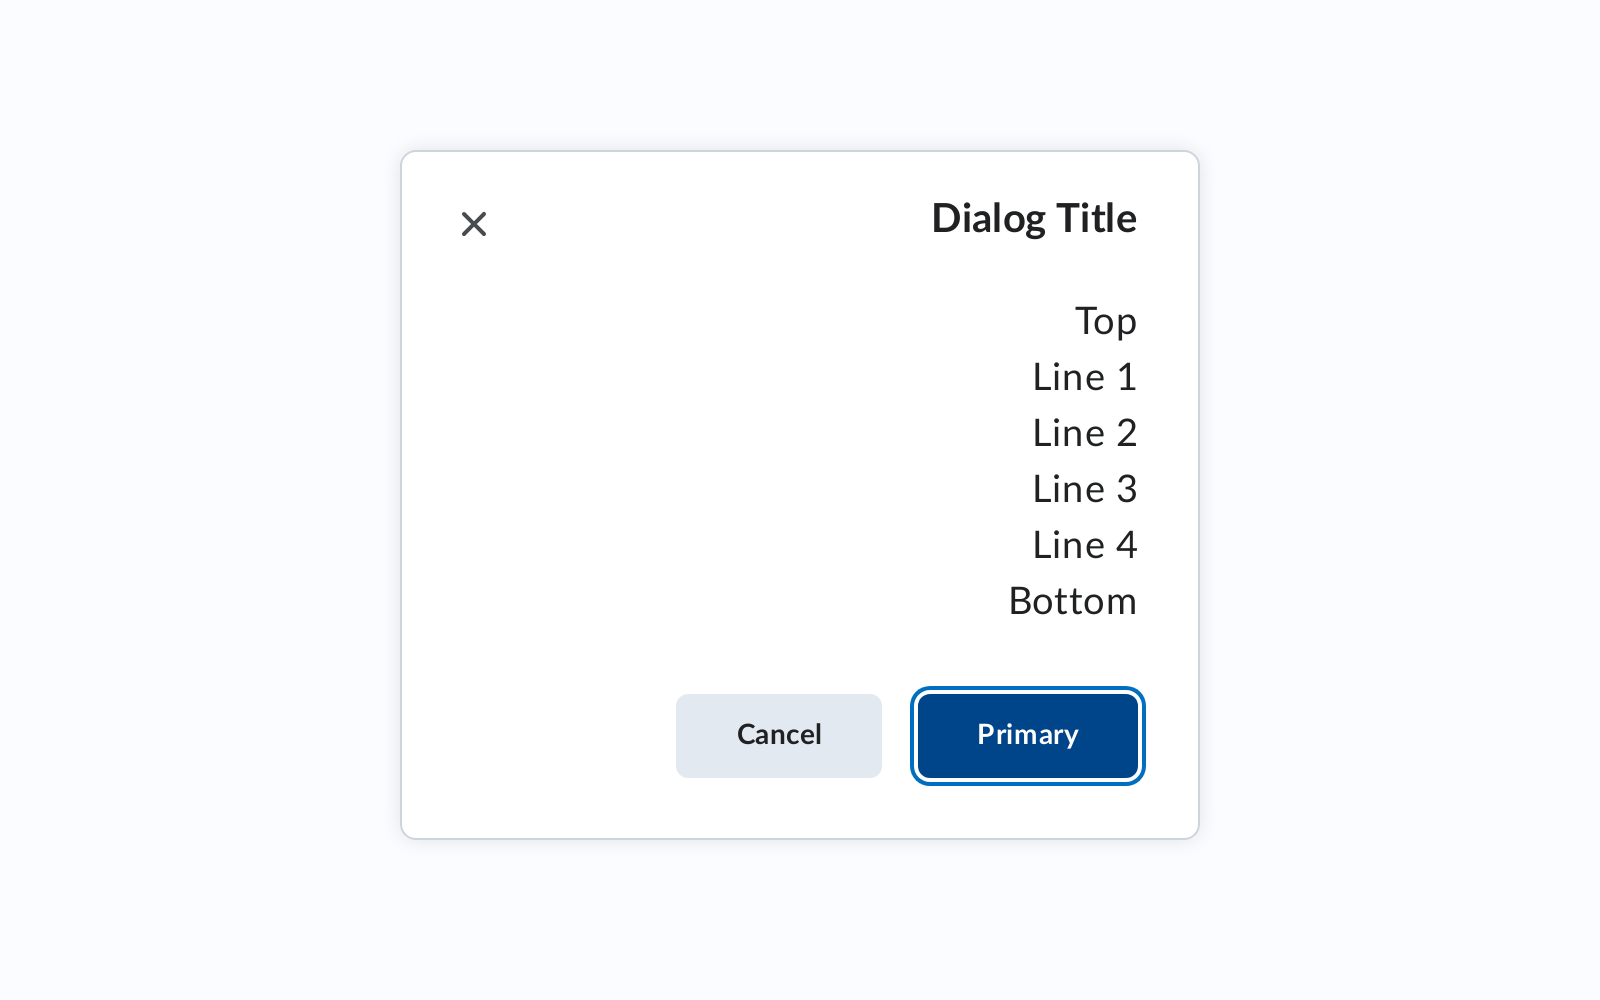 Dialog Title
Top
Line 1
Line 2
Line 3
Line 4
Bottom
Primary
Cancel